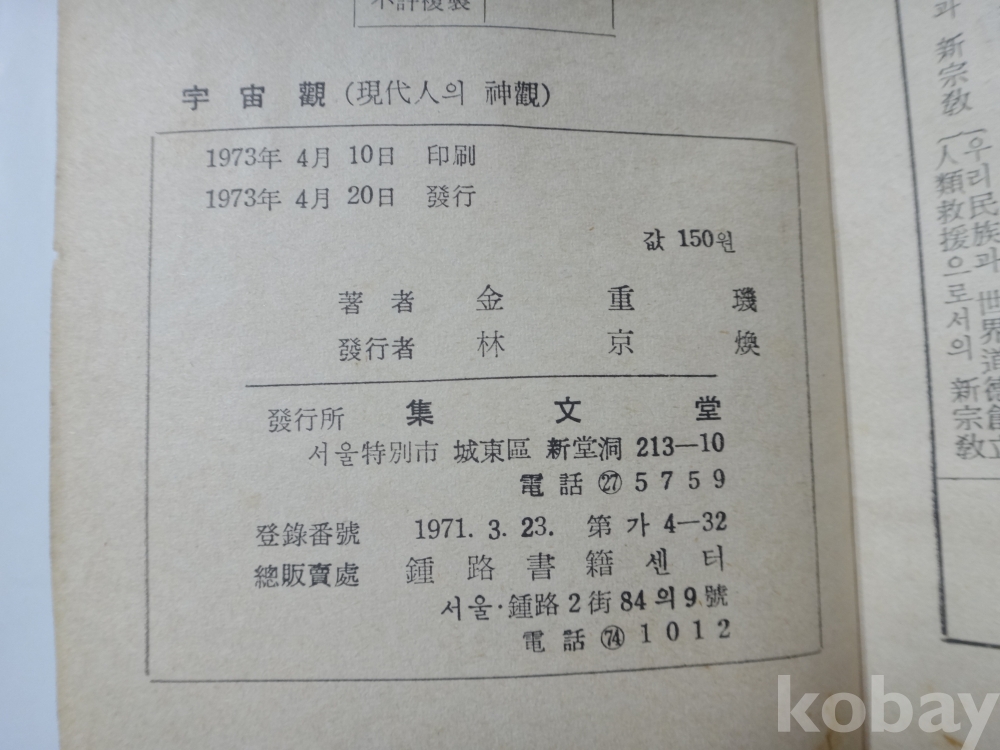 不許複製
宇宙觀 (現代人의 神觀)
1973年 4月 10日 印刷
1973年 4月 20日 發行
값 150원
著者 金重璣
發行者 林京煥
發行所 集文堂
서울特別市 城東區 新堂洞 213—10
電話 ㉗ 5759
登錄番號 1971. 3. 23. 第 가 4—32
總販賣處 鍾路書籍센터
서울·鍾路 2街 84의 9號
電話 74 1012
과 新宗敎
(우리民族과 世界道德
(人類救援으로서의 新宗敎
kobay